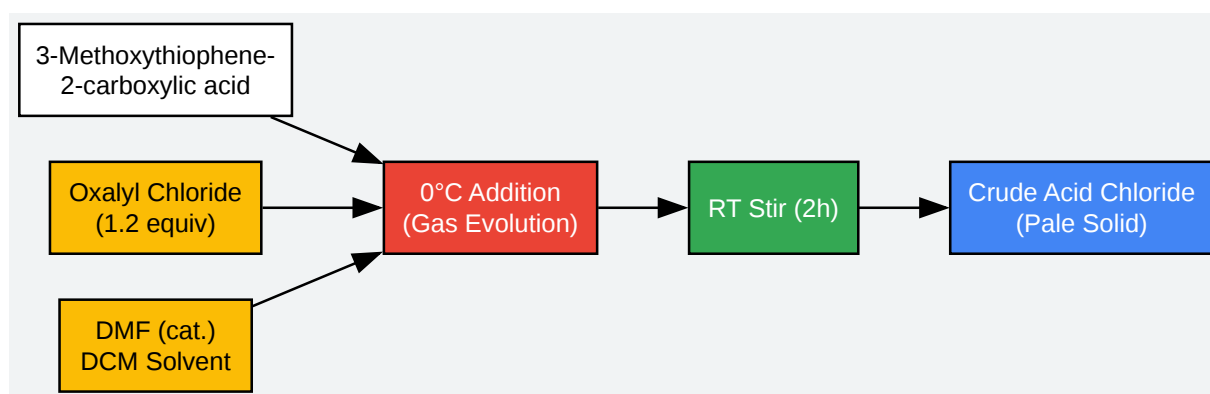 3-Methoxythiophene-
2-carboxylic acid
Oxalyl Chloride
(1.2 equiv)
DMF (cat.)
DCM Solvent
0°C Addition
(Gas Evolution)
RT Stir (2h)
Crude Acid Chloride
(Pale Solid)